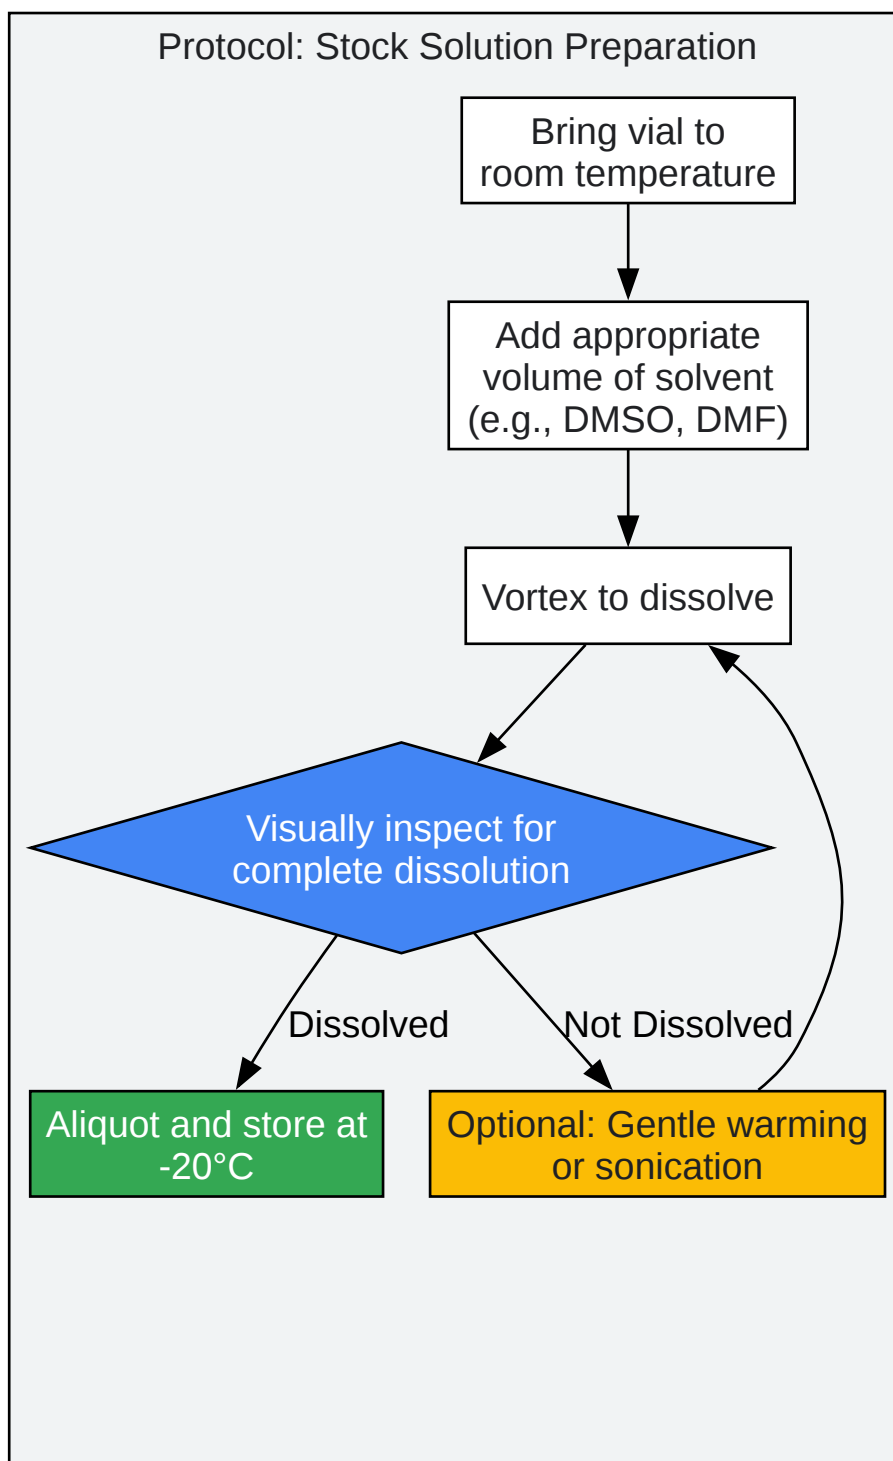 Protocol: Stock Solution Preparation
Bring vial to
room temperature
Add appropriate
volume of solvent
(e.g., DMSO, DMF)
Vortex to dissolve
Visually inspect for
complete dissolution
Dissolved
Not Dissolved
Aliquot and store at
-20°C
Optional: Gentle warming
or sonication